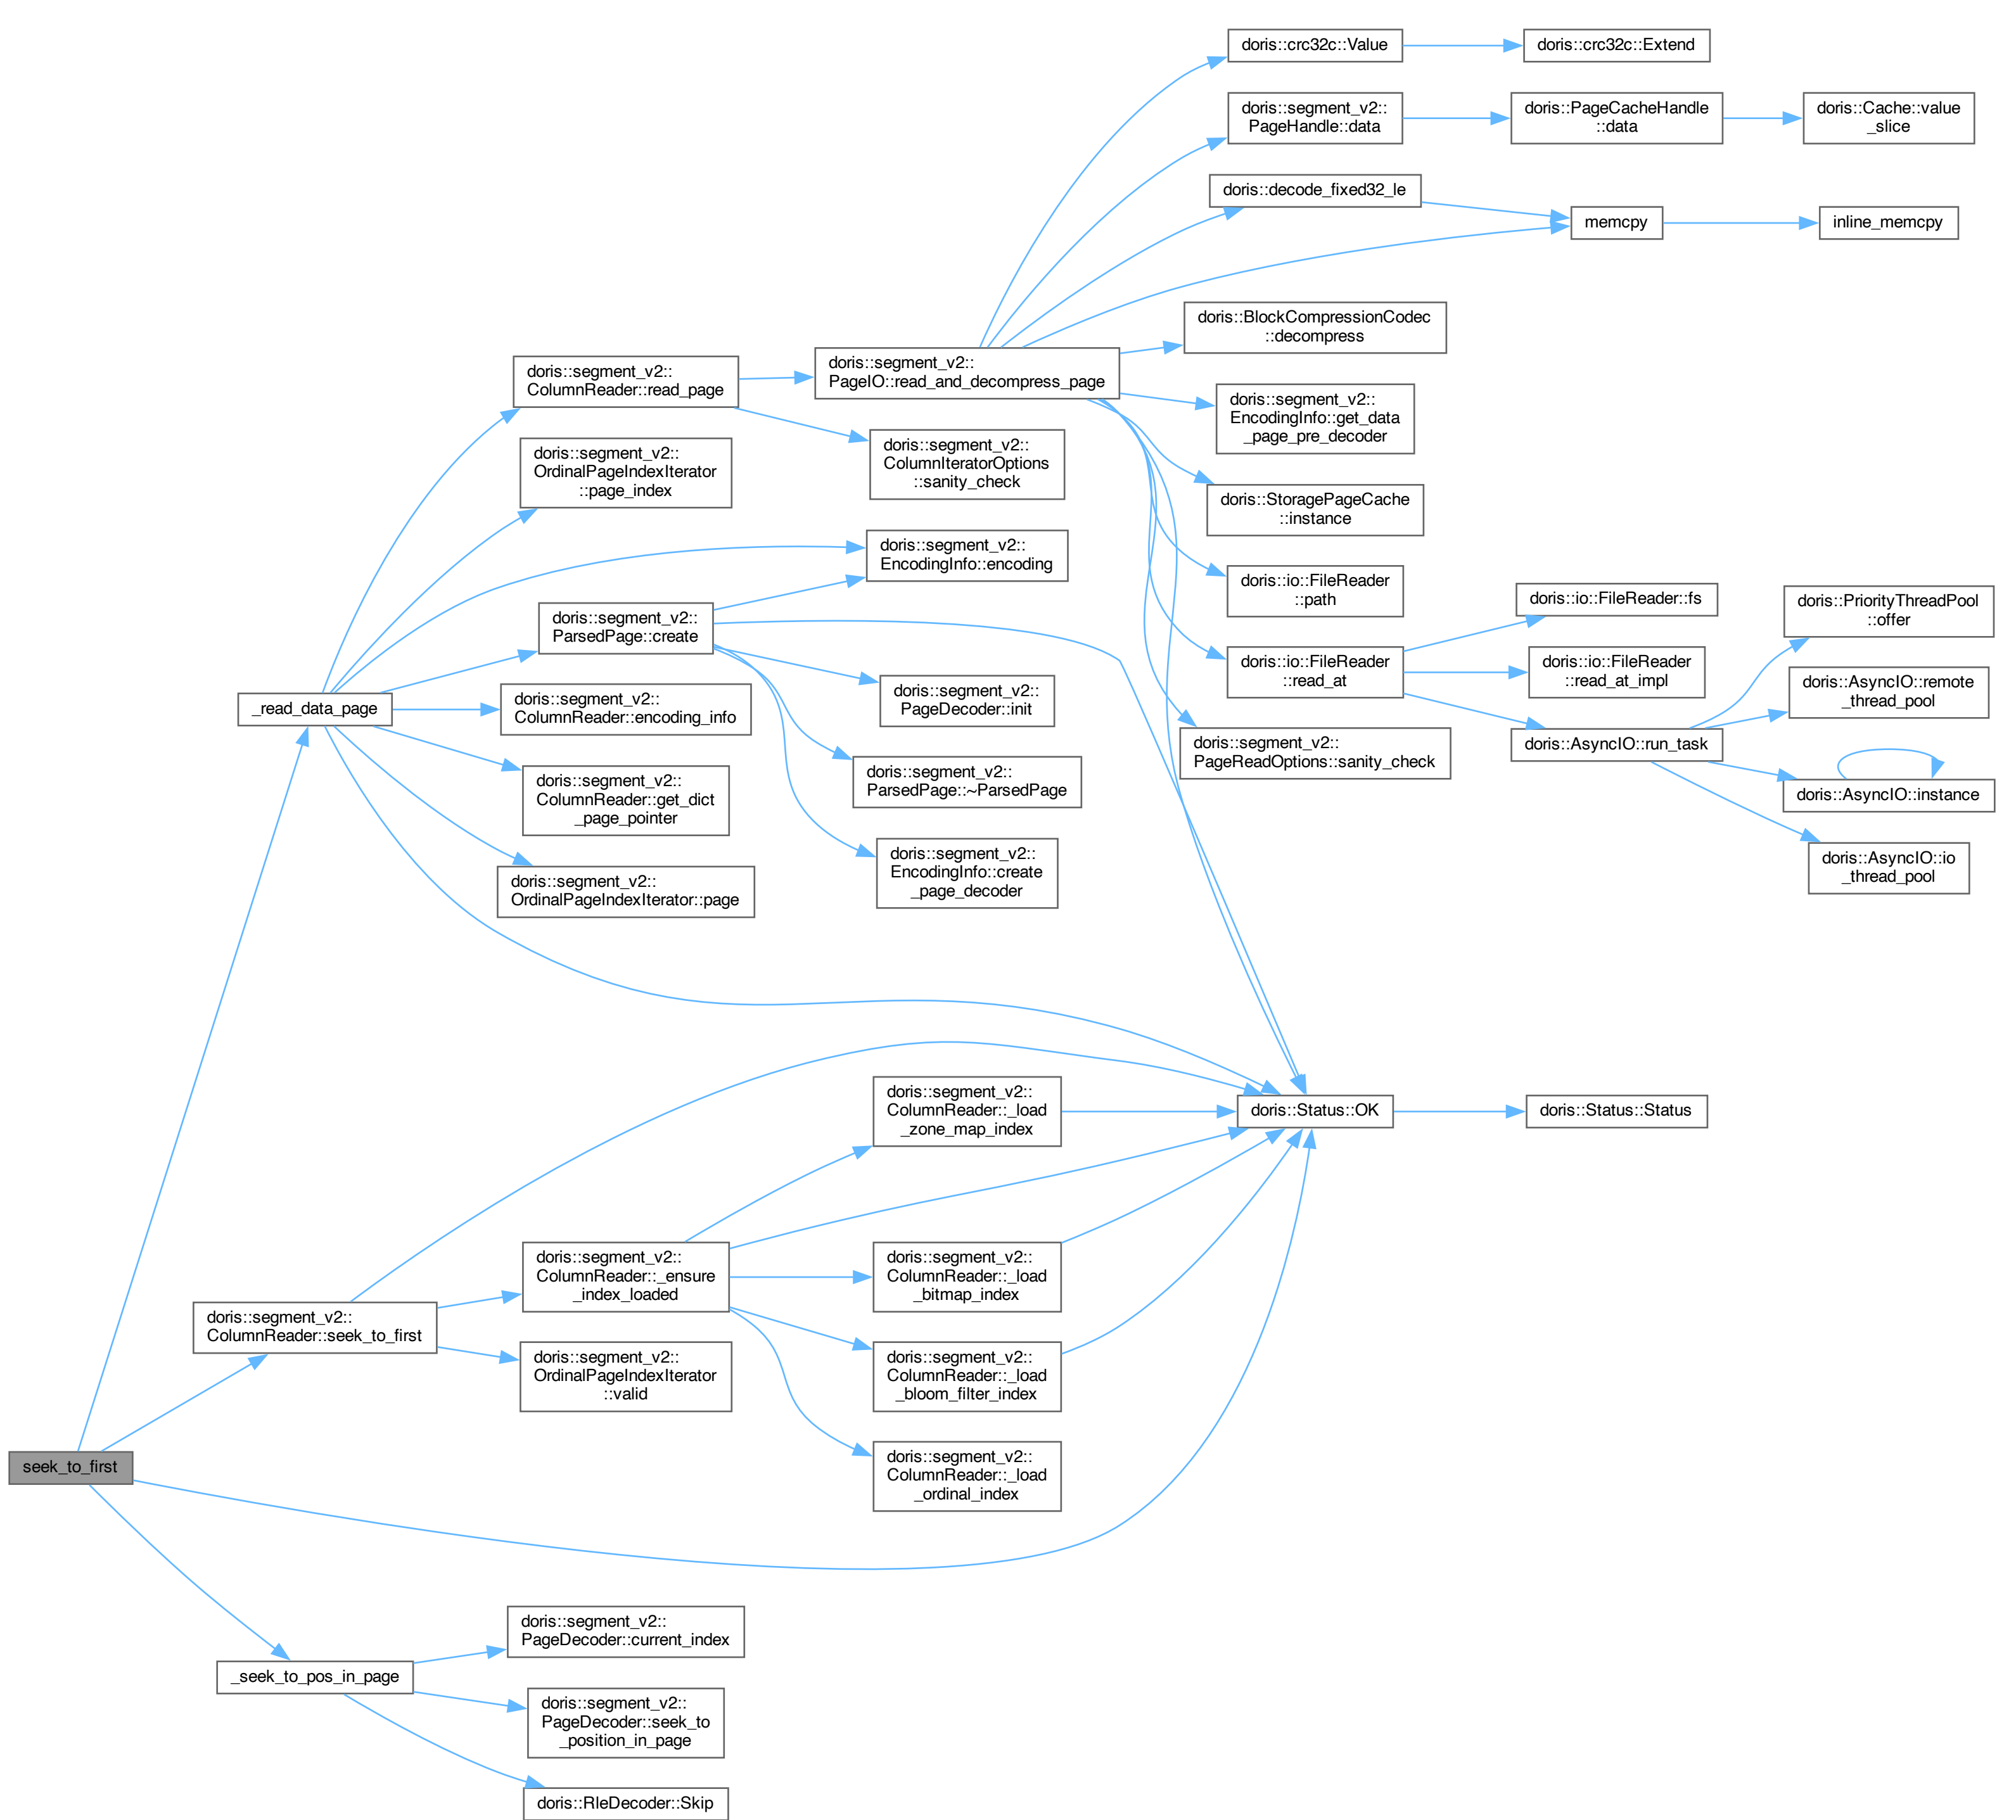 doris::crc32c::Value
doris::crc32c::Extend
doris::segment_v2::
PageHandle::data
doris::PageCacheHandle
::data
doris::Cache::value
_slice
doris::decode_fixed32_le
memcpy
inline_memcpy
doris::BlockCompressionCodec
::decompress
doris::segment_v2::
ColumnReader::read_page
doris::segment_v2::
PageIO::read_and_decompress_page
doris::segment_v2::
EncodingInfo::get_data
_page_pre_decoder
doris::segment_v2::
OrdinalPageIndexIterator
::page_index
doris::segment_v2::
ColumnIteratorOptions
::sanity_check
doris::StoragePageCache
::instance
doris::segment_v2::
EncodingInfo::encoding
doris::io::FileReader
::path
doris::io::FileReader::fs
doris::PriorityThreadPool
::offer
doris::segment_v2::
ParsedPage::create
doris::io::FileReader
::read_at
doris::io::FileReader
::read_at_impl
doris::AsyncIO::remote
_thread_pool
_read_data_page
doris::segment_v2::
ColumnReader::encoding_info
doris::segment_v2::
PageDecoder::init
doris::segment_v2::
PageReadOptions::sanity_check
doris::AsyncIO::run_task
doris::AsyncIO::instance
doris::segment_v2::
ColumnReader::get_dict
_page_pointer
doris::segment_v2::
ParsedPage::~ParsedPage
doris::AsyncIO::io
_thread_pool
doris::segment_v2::
OrdinalPageIndexIterator::page
doris::segment_v2::
EncodingInfo::create
_page_decoder
doris::segment_v2::
ColumnReader::_load
_zone_map_index
doris::Status::OK
doris::Status::Status
doris::segment_v2::
ColumnReader::_ensure
_index_loaded
doris::segment_v2::
ColumnReader::_load
_bitmap_index
doris::segment_v2::
ColumnReader::seek_to_first
doris::segment_v2::
OrdinalPageIndexIterator
::valid
doris::segment_v2::
ColumnReader::_load
_bloom_filter_index
seek_to_first
doris::segment_v2::
ColumnReader::_load
_ordinal_index
doris::segment_v2::
PageDecoder::current_index
_seek_to_pos_in_page
doris::segment_v2::
PageDecoder::seek_to
_position_in_page
doris::RleDecoder::Skip